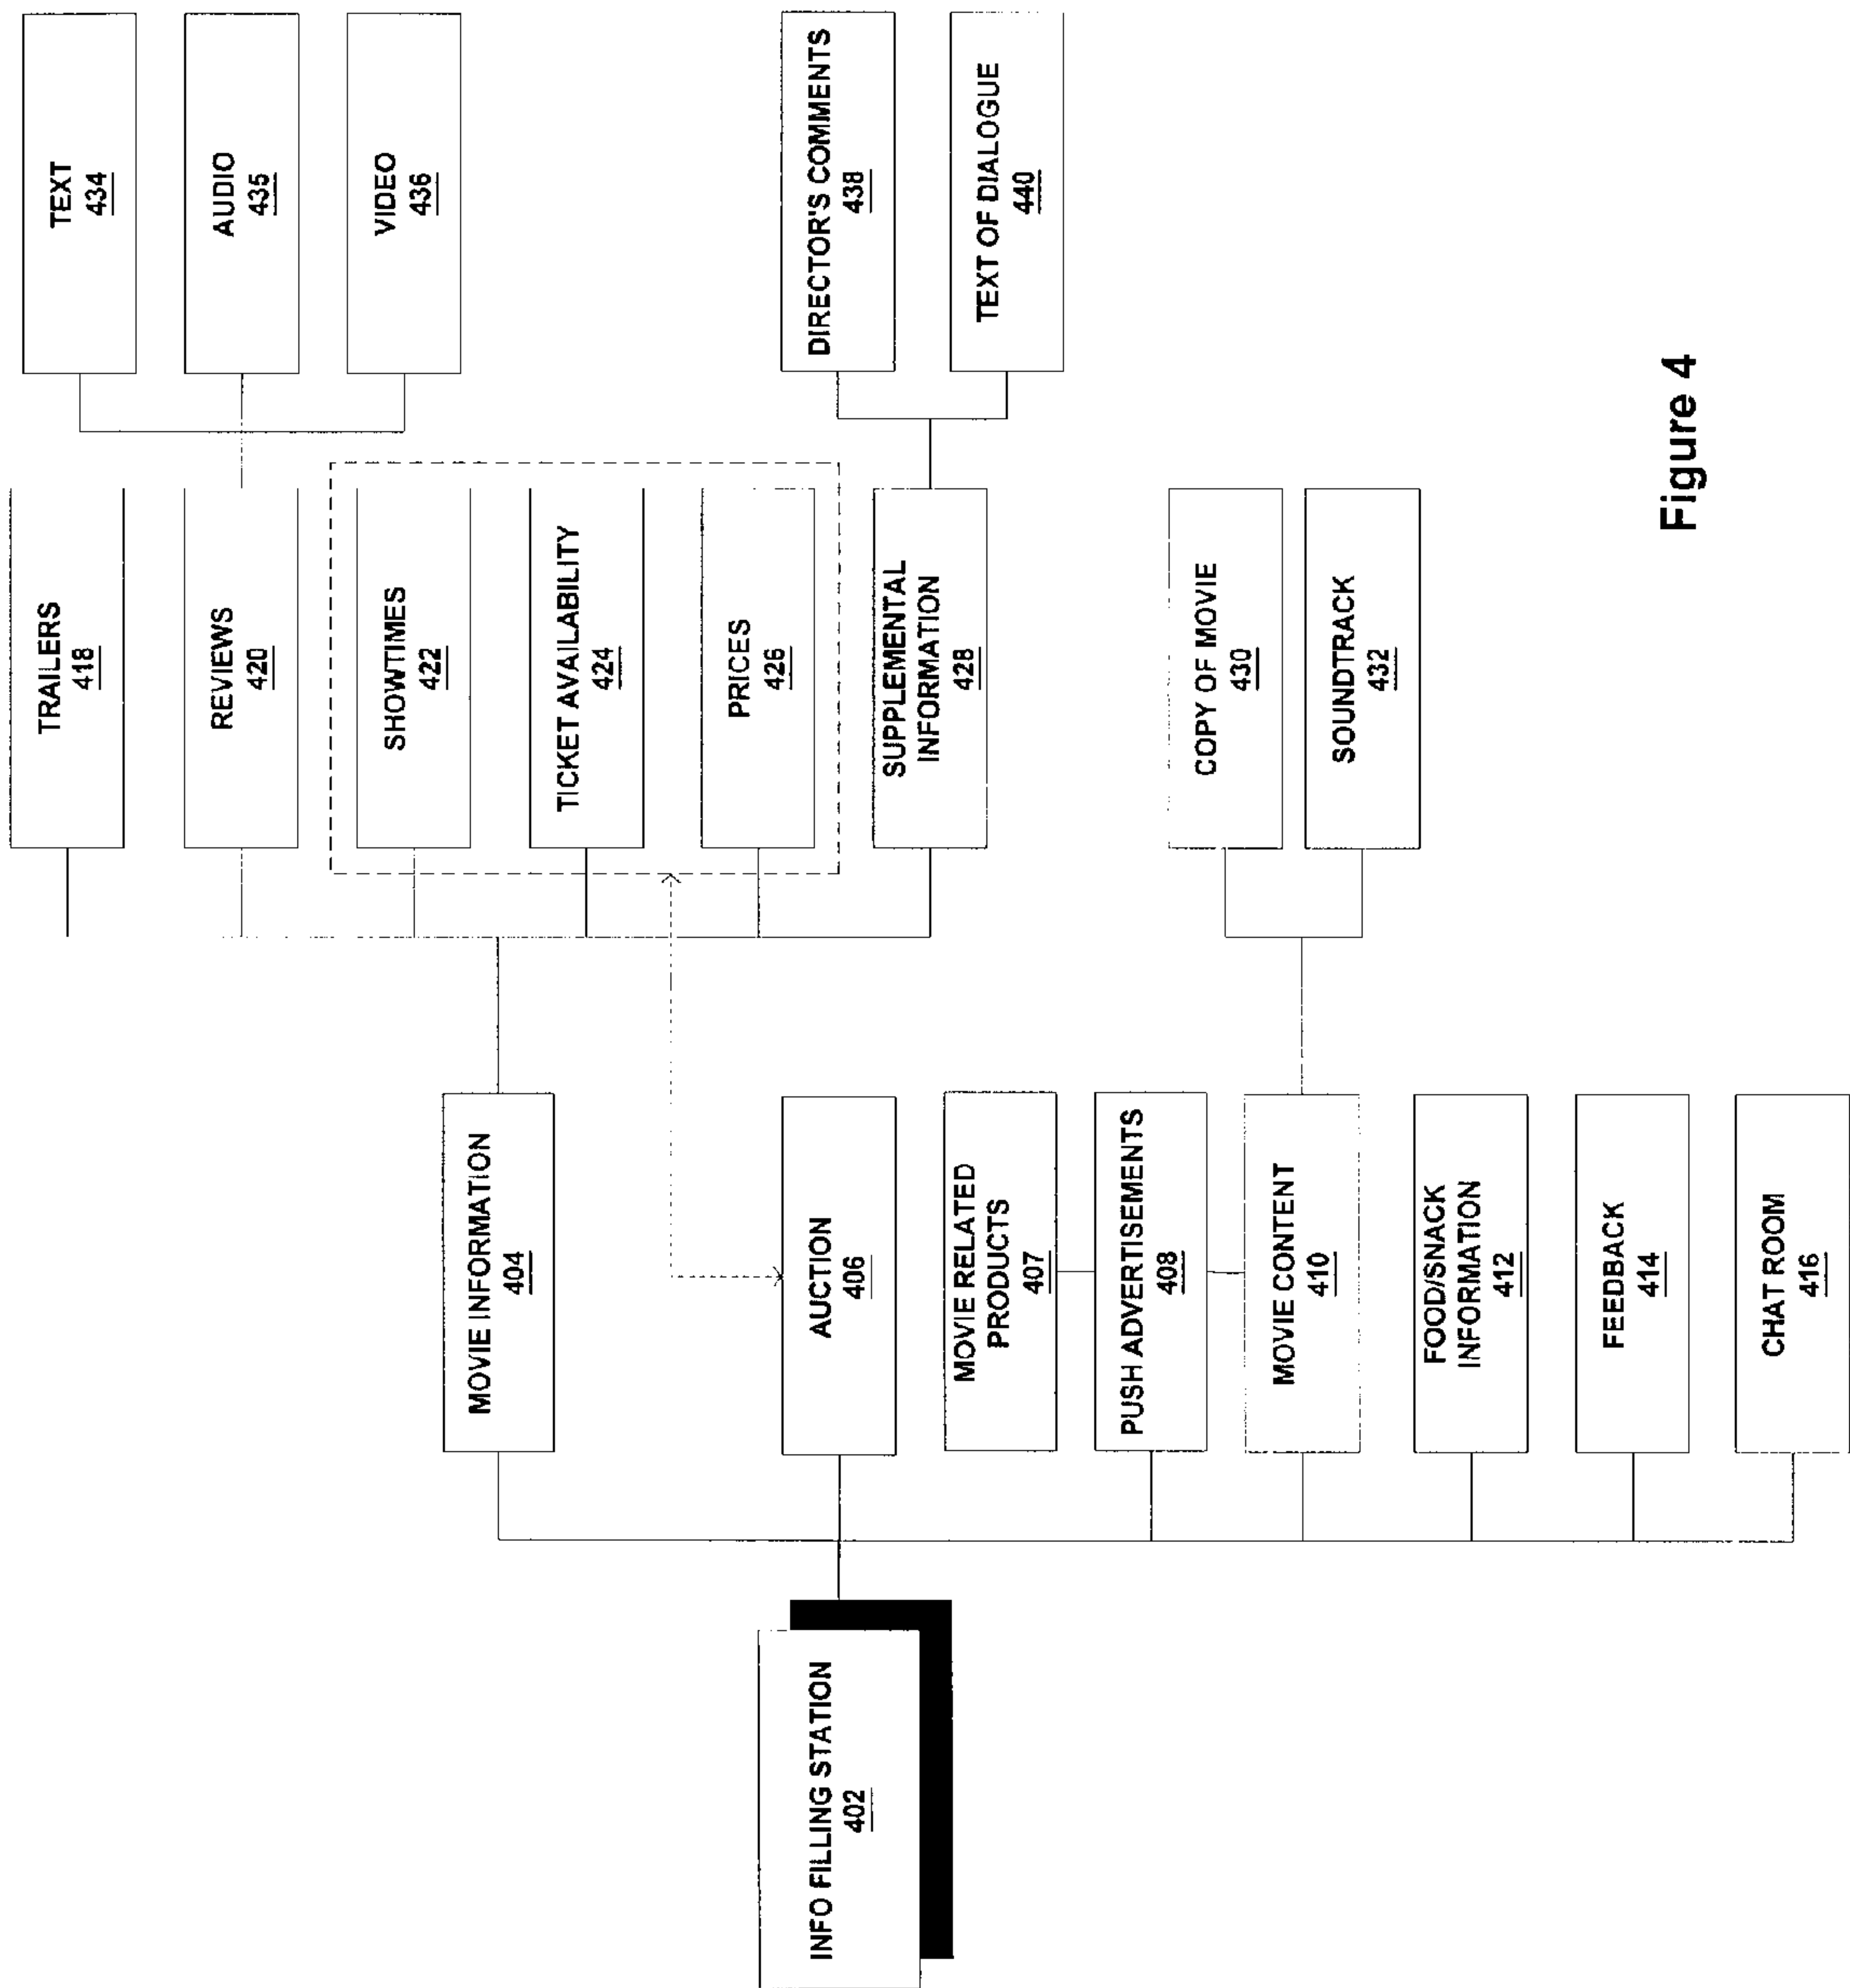 INFO FILLING STATION
402
MOVIE INFORMATION
404
AUCTION
406
MOVIE RELATED
PRODUCTS
407
PUSH ADVERTISEMENTS
408
MOVIE CONTENT
410
FOOD/SNACK
INFORMATION
412
FEEDBACK
414
CHAT ROOM
416
TRAILERS
418
REVIEWS
420
SHOWTIMES
422
TICKET AVAILABILITY
424
PRICES
426
SUPPLEMENTAL
INFORMATION
428
COPY OF MOVIE
430
SOUNDTRACK
432
TEXT
434
AUDIO
435
VIDEO
436
DIRECTOR'S COMMENTS
438
TEXT OF DIALOGUE
440
Figure 4